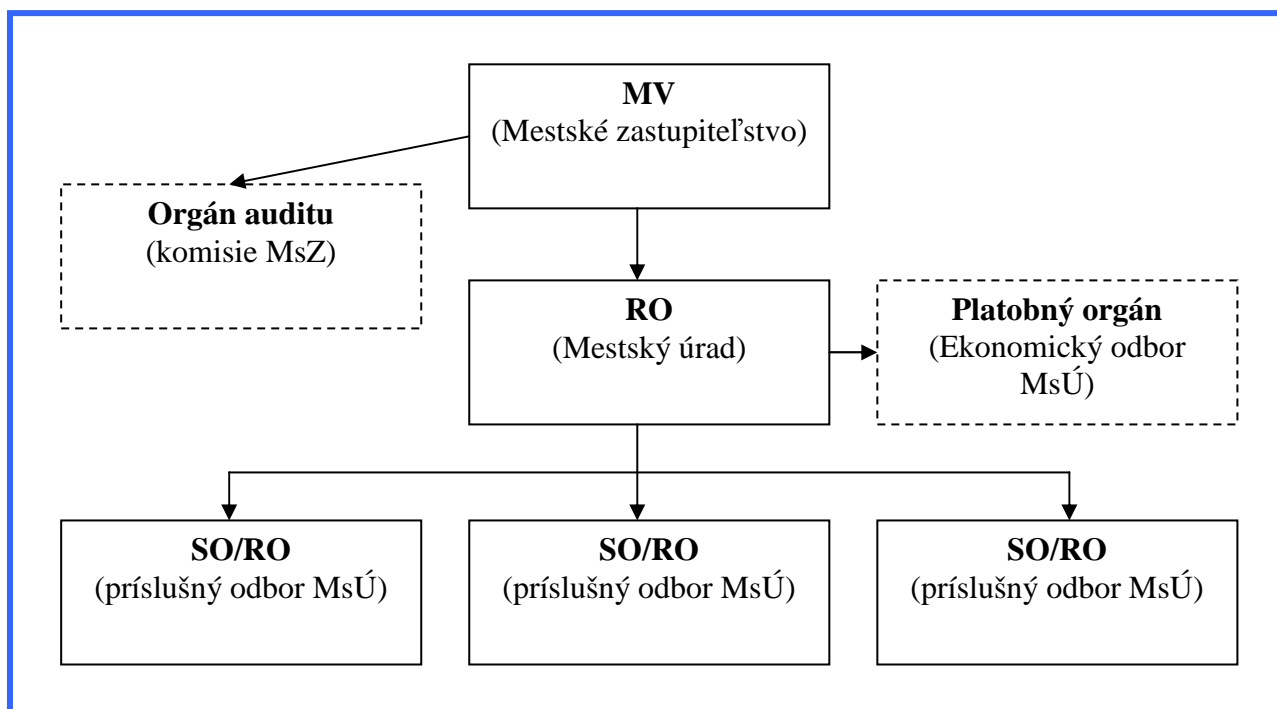 MV
(Mestské zastupiteľstvo)
Orgán auditu
(komisie MsZ)
RO
(Mestský úrad)
Platobný orgán
(Ekonomický odbor
MsÚ)
SO/RO
(príslušný odbor MsÚ)
SO/RO
(príslušný odbor MsÚ)
SO/RO
(príslušný odbor MsÚ)